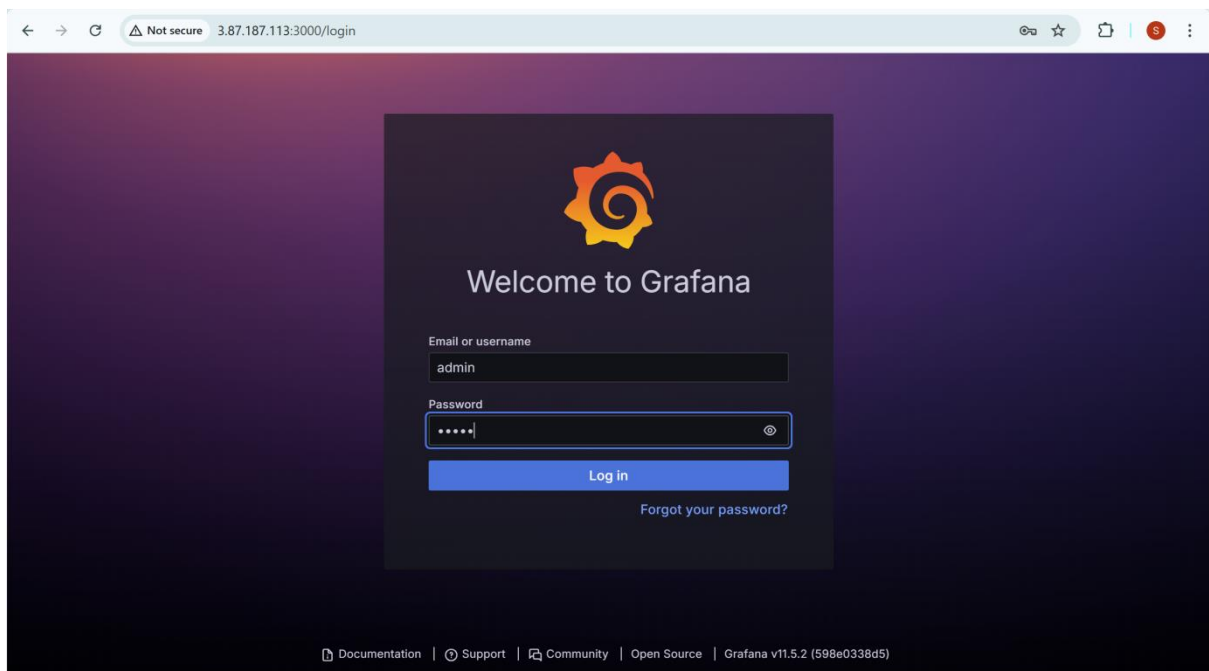 Not secure 3.87.187.113:3000/login
S
Welcome to Grafana
Email or username
admin
Password
•••••
Log in
Forgot your password?
Documentation | Support | Community | Open Source | Grafana v11.5.2 (598e0338d5)